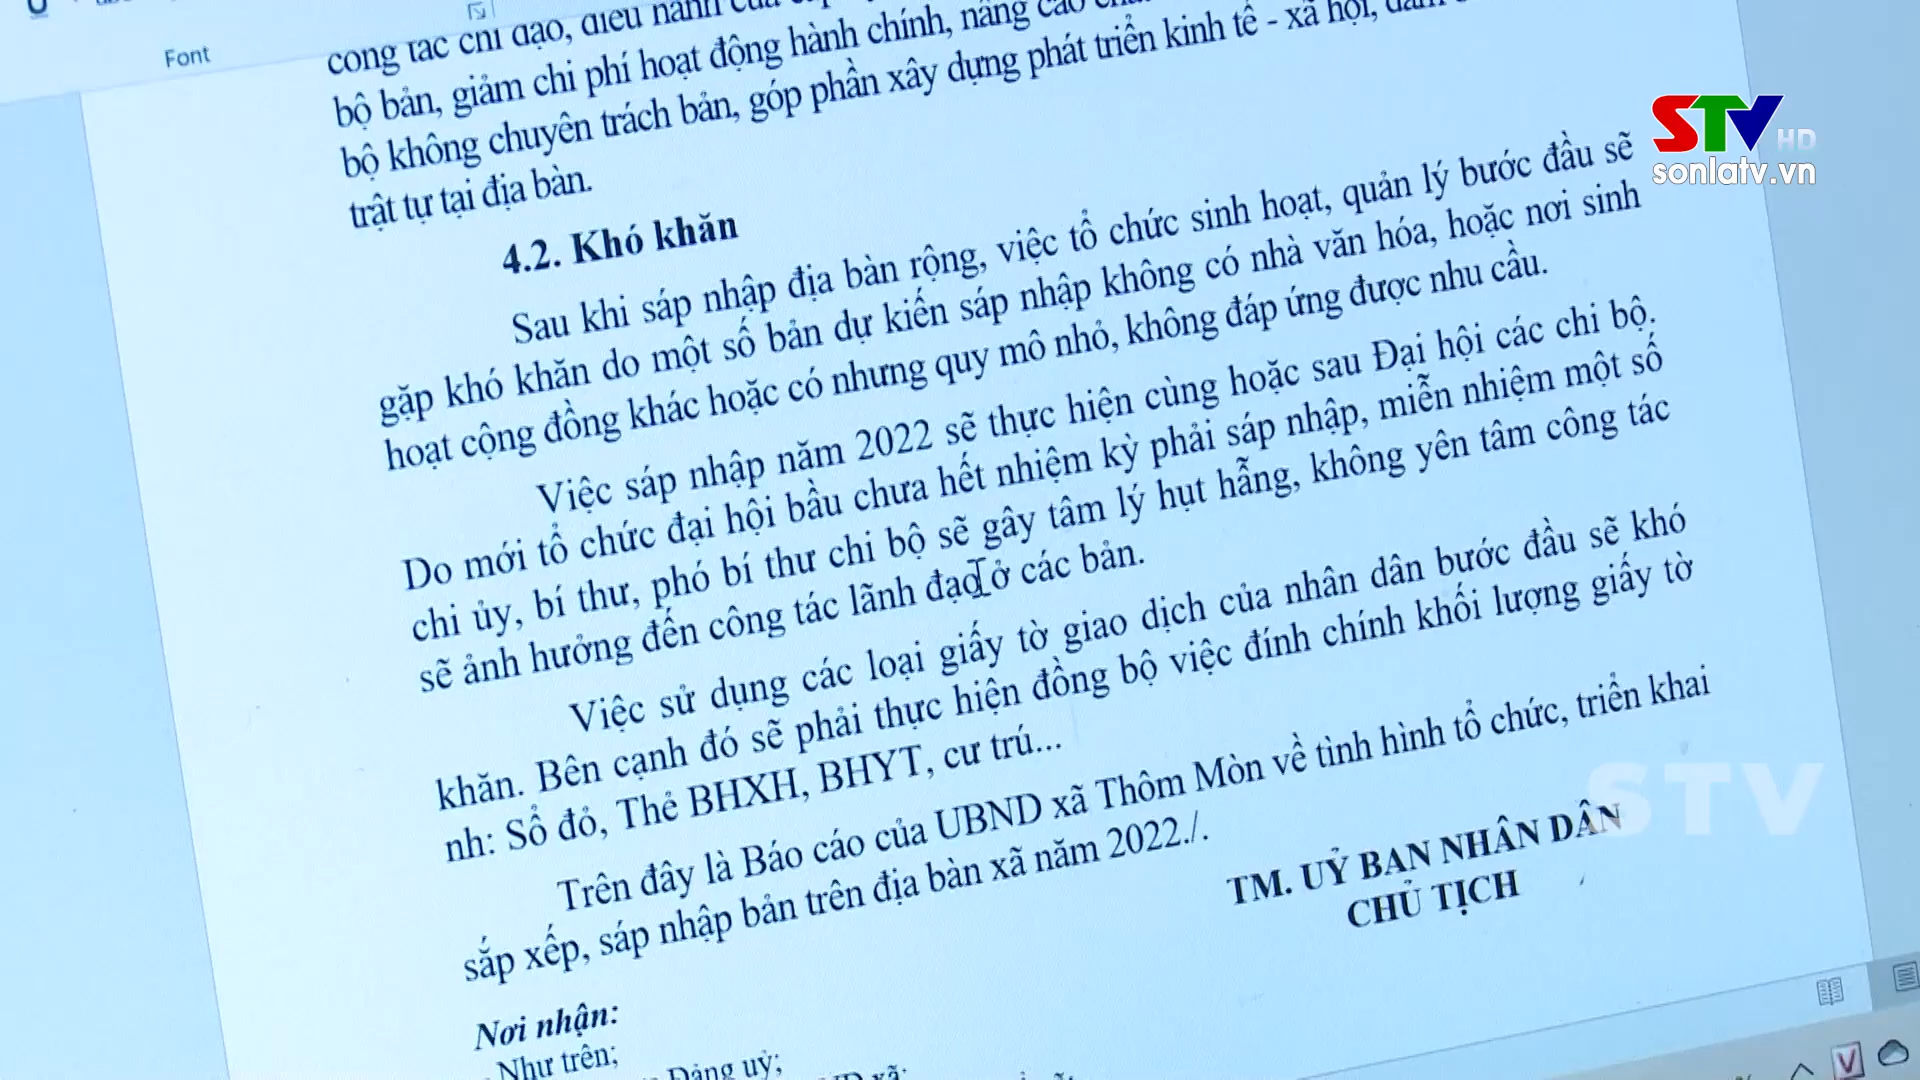 Font
công tác chỉ đạo, điều hành của
bộ bản, giảm chi phí hoạt động hành chính, nâng cao
bộ không chuyên trách bản, góp phần xây dựng phát triển kinh tế - xã hội,
trật tự tại địa bàn.
4.2. Khó khăn
Sau khi sáp nhập địa bàn rộng, việc tổ chức sinh hoạt, quản lý bước đầu sẽ
gặp khó khăn do một số bản dự kiến sáp nhập không có nhà văn hóa, hoặc nơi sinh
hoạt cộng đồng khác hoặc có nhưng quy mô nhỏ, không đáp ứng được nhu cầu.
Việc sáp nhập năm 2022 sẽ thực hiện cùng hoặc sau Đại hội các chi bộ.
Do mới tổ chức đại hội bầu chưa hết nhiệm kỳ phải sáp nhập, miễn nhiệm một số
chi ủy, bí thư, phó bí thư chi bộ sẽ gây tâm lý hụt hẫng, không yên tâm công tác
sẽ ảnh hưởng đến công tác lãnh đạo ở các bản.
Việc sử dụng các loại giấy tờ giao dịch của nhân dân bước đầu sẽ khó
khăn. Bên cạnh đó sẽ phải thực hiện đồng bộ việc đính chính khối lượng giấy tờ
nh: Sổ đỏ, Thẻ BHXH, BHYT, cư trú...
Trên đây là Báo cáo của UBND xã Thôm Mòn về tình hình tổ chức, triển khai
sắp xếp, sáp nhập bản trên địa bàn xã năm 2022./.
TM. UỶ BAN NHÂN DÂN
CHỦ TỊCH
Nơi nhận:
- Như trên;
Đảng uỷ;
xã;
STV HD
sonlatv.vn
STV
V